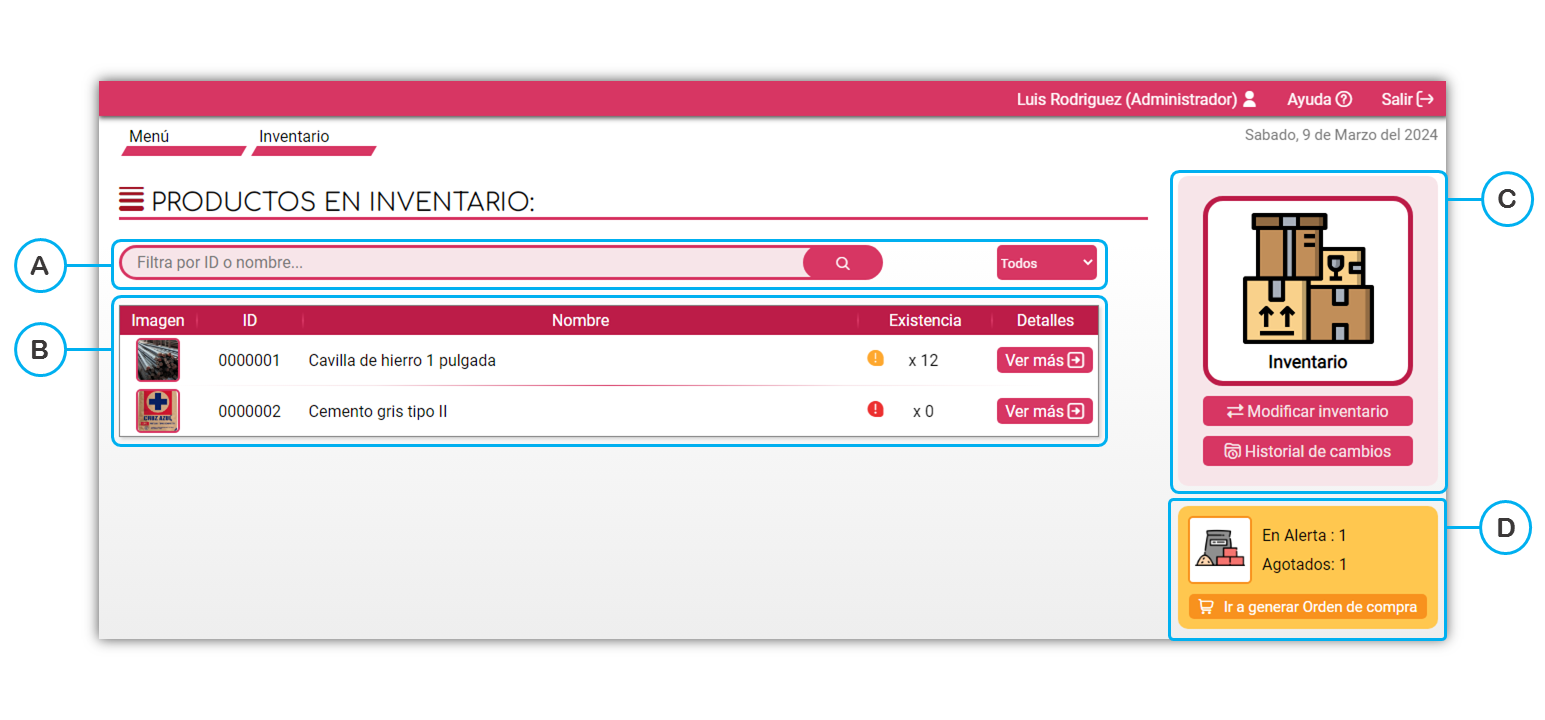 Luis Rodriguez (Administrador) Ayuda Salir
Menú Inventario
Sabado, 9 de Marzo del 2024
PRODUCTOS EN INVENTARIO:
A
Filtra por ID o nombre...
Todos
B
Imagen ID Nombre Existencia Detalles
0000001 Cavilla de hierro 1 pulgada x 12 Ver más
CRUZ AZUL
0000002 Cemento gris tipo II x 0 Ver más
C
Inventario
Modificar inventario
Historial de cambios
D
En Alerta : 1
Agotados: 1
Ir a generar Orden de compra